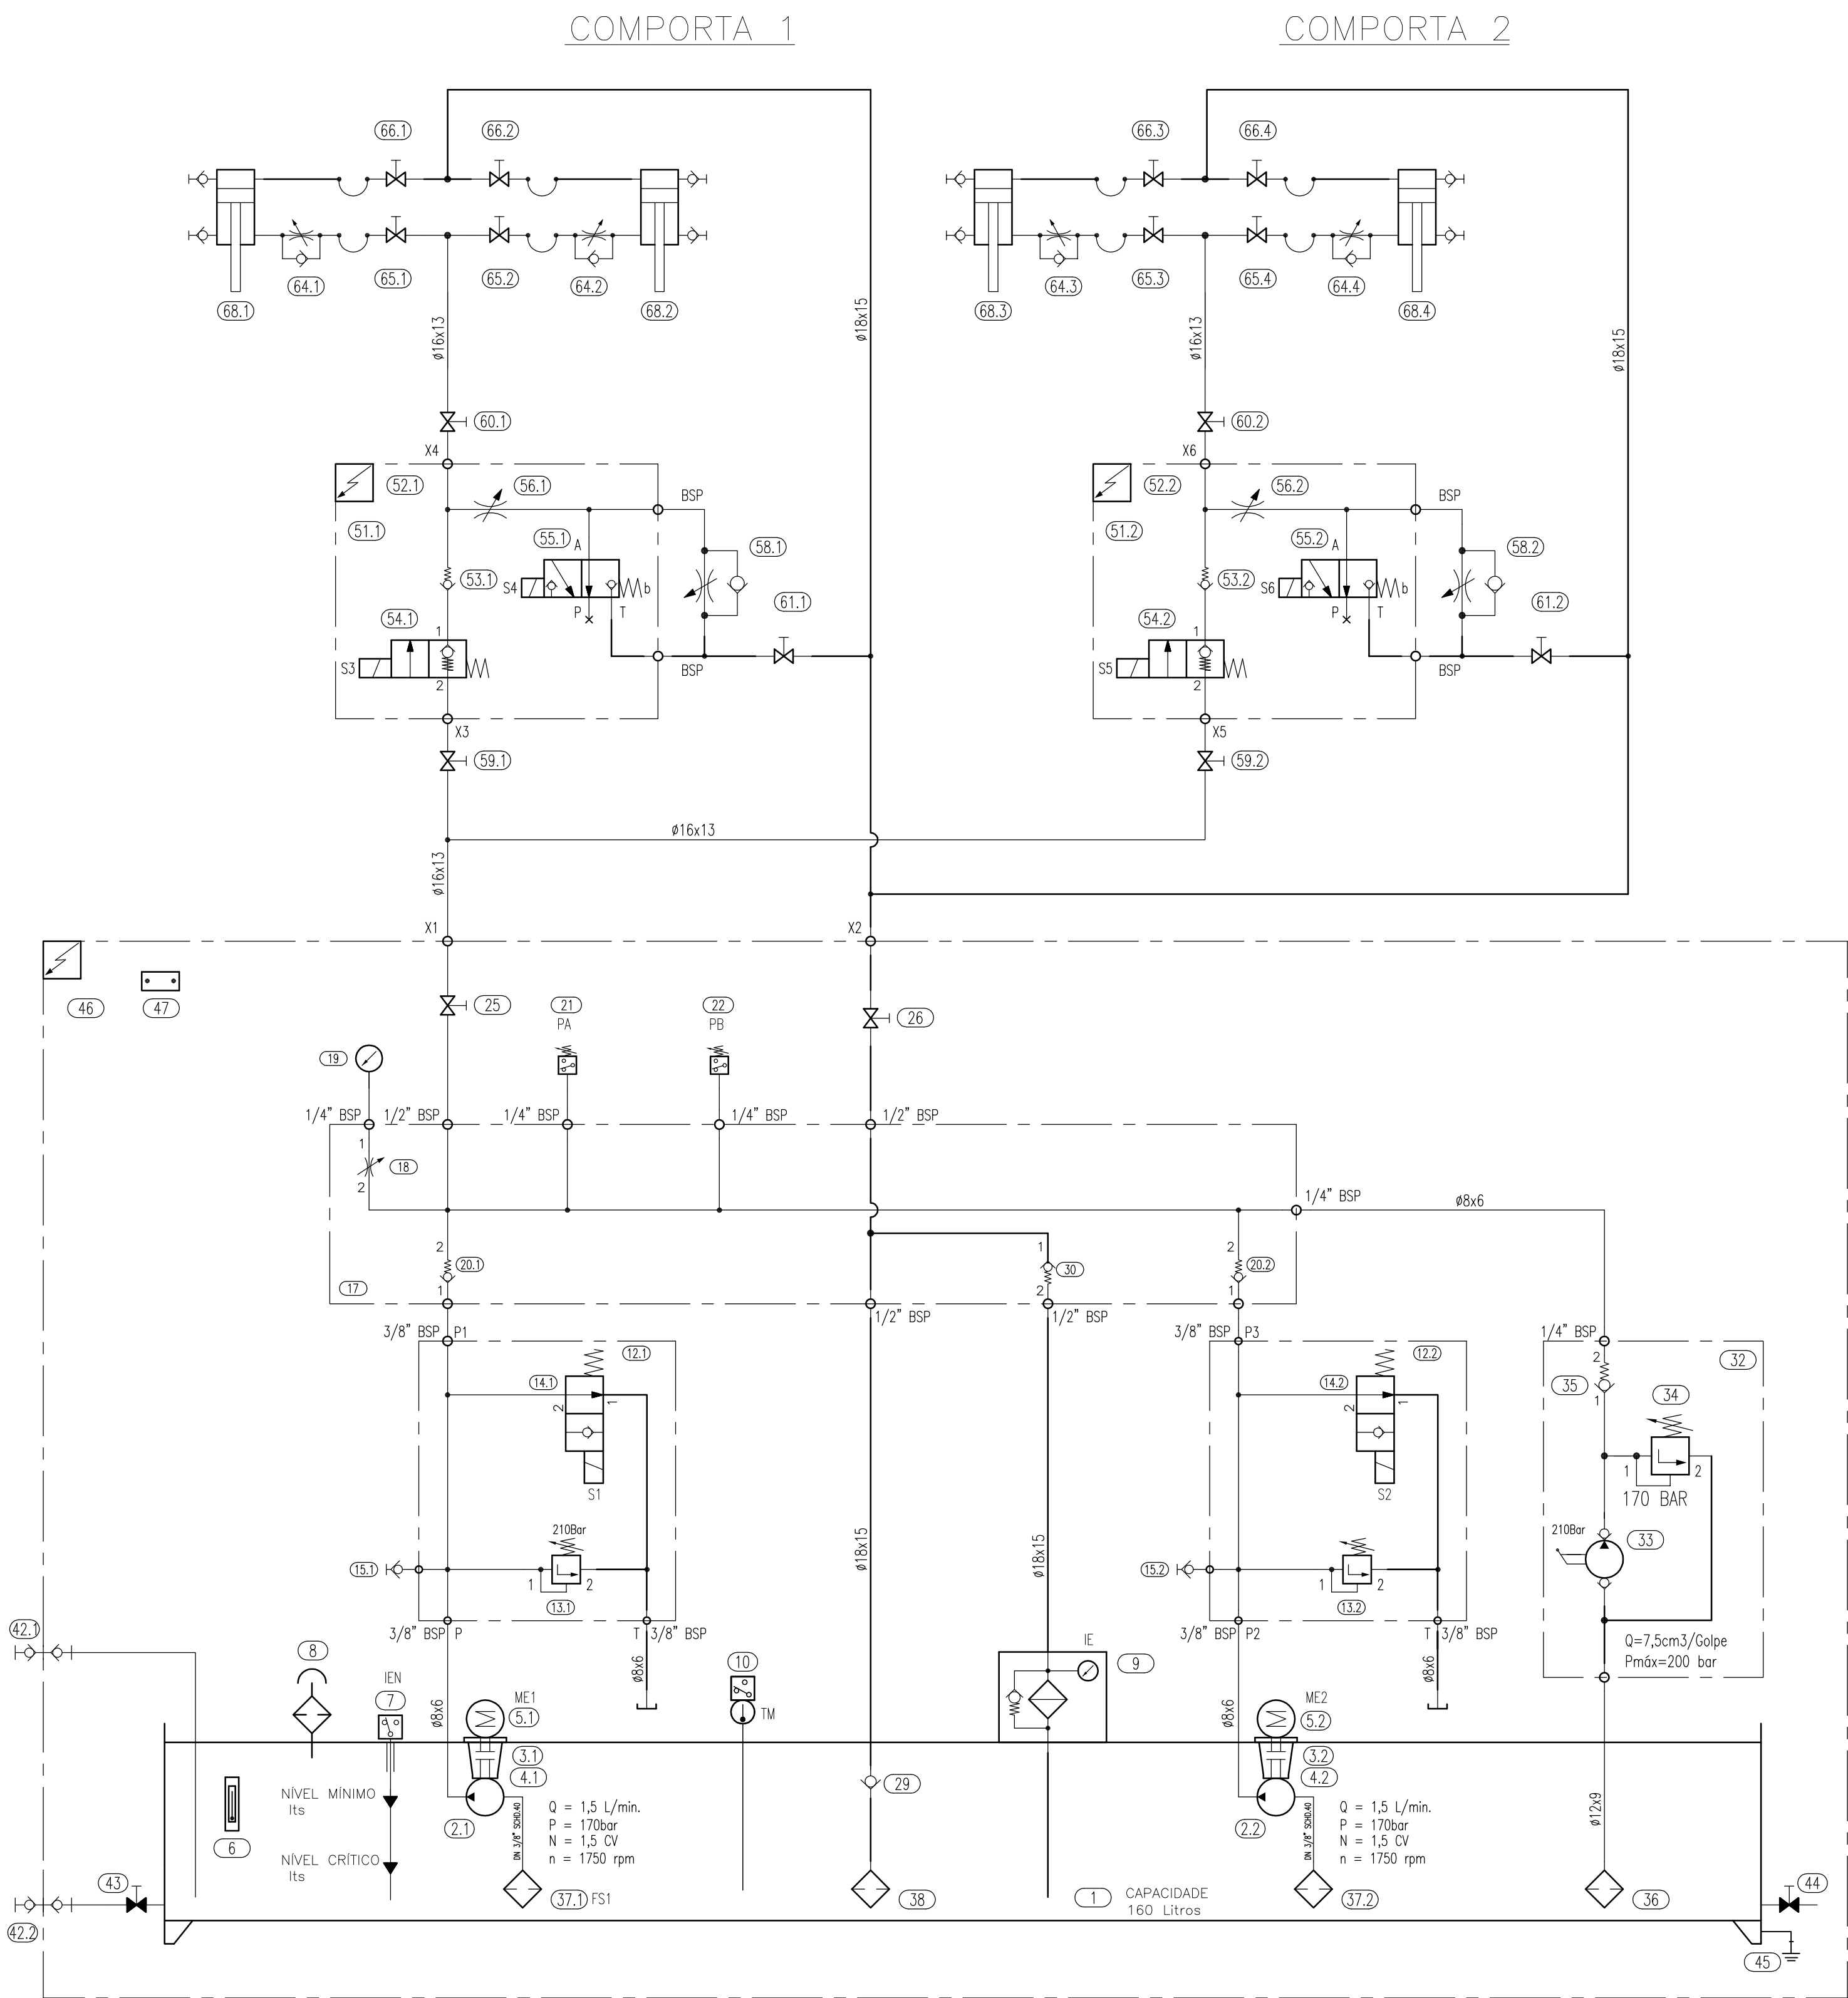 COMPORTA 1
COMPORTA 2
66.1
66.2
66.3
66.4
64.1
65.1
65.2
64.2
64.3
65.3
65.4
64.4
68.1
68.2
68.3
68.4
ø16x13
ø18x15
ø16x13
ø18x15
60.1
60.2
X4
X6
52.1
56.1
BSP
52.2
56.2
BSP
51.1
55.1
A
58.1
51.2
55.2
A
58.2
53.1
S4
b
61.1
53.2
S6
b
61.2
P
T
P
T
54.1
1
54.2
1
S3
BSP
S5
BSP
2
2
X3
X5
59.1
59.2
ø16x13
ø16x13
X1
X2
46
47
25
21
PA
22
PB
26
19
1/4" BSP
1/2" BSP
1/4" BSP
1/4" BSP
1/2" BSP
1
18
2
1/4" BSP
ø8x6
2
20.1
1
1
30
2
2
20.2
1
17
1/2" BSP
1/2" BSP
3/8" BSP P1
3/8" BSP P3
1/4" BSP
12.1
12.2
2
32
14.1
14.2
35
1
34
2
1
2
1
1
2
170 BAR
S1
S2
210Bar
ø18x15
ø18x15
210Bar
33
15.1
1
2
15.2
1
2
13.1
13.2
42.1
3/8" BSP P
T 3/8" BSP
3/8" BSP P2
T 3/8" BSP
Q=7,5cm3/Golpe
Pmáx=200 bar
8
IEN
7
ø8x6
10
TM
IE
9
ø8x6
ø8x6
ME1
5.1
ø8x6
ME2
5.2
3.1
4.1
3.2
4.2
29
NÍVEL MÍNIMO
lts
6
2.1
DN 3/8" SCHD.40
Q = 1,5 L/min.
P = 170bar
N = 1,5 CV
n = 1750 rpm
2.2
DN 3/8" SCHD.40
Q = 1,5 L/min.
P = 170bar
N = 1,5 CV
n = 1750 rpm
ø12x9
NÍVEL CRÍTICO
lts
43
37.1
FS1
38
1
CAPACIDADE
160 Litros
37.2
36
44
42.2
45